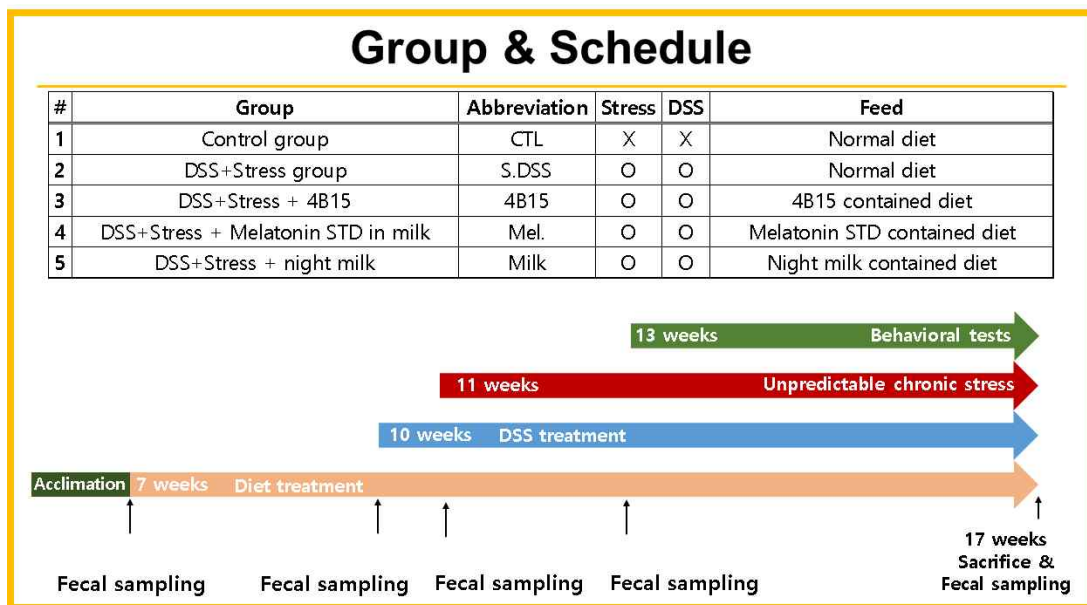 Group & Schedule
# Group Abbreviation Stress DSS Feed
1 Control group CTL X X Normal diet
2 DSS+Stress group S.DSS O O Normal diet
3 DSS+Stress + 4B15 4B15 O O 4B15 contained diet
4 DSS+Stress + Melatonin STD in milk Mel. O O Melatonin STD contained diet
5 DSS+Stress + night milk Milk O O Night milk contained diet
13 weeks Behavioral tests
11 weeks Unpredictable chronic stress
10 weeks DSS treatment
Acclimation 7 weeks Diet treatment
17 weeks
Sacrifice &
Fecal sampling Fecal sampling Fecal sampling Fecal sampling Fecal sampling